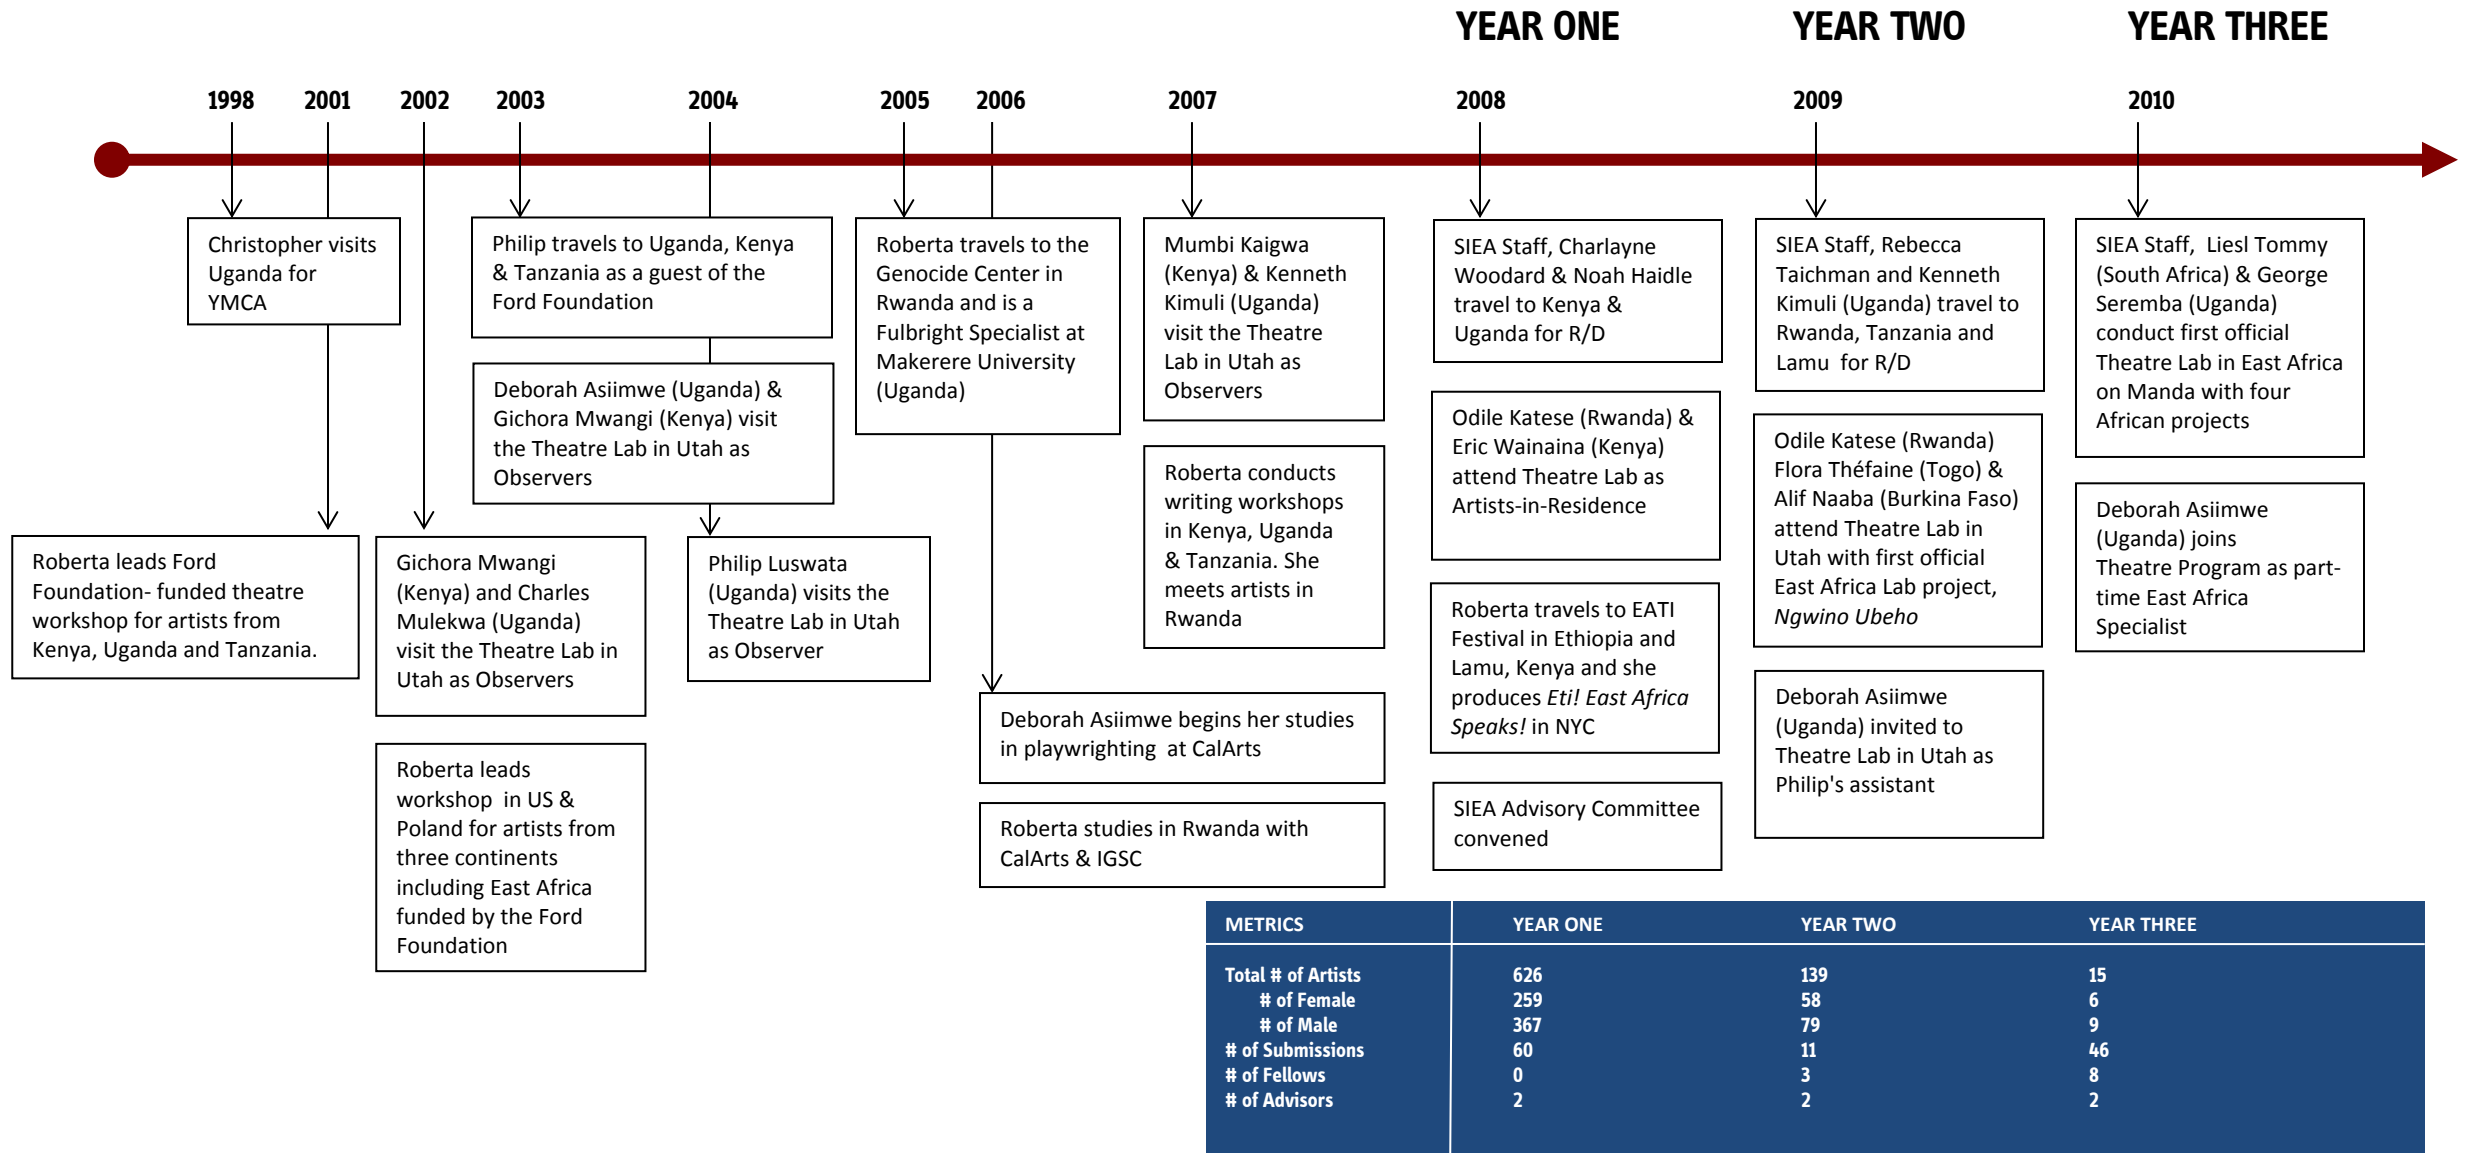 YEAR ONE
YEAR TWO
YEAR THREE
1998
2001
2002
2003
2004
2005
2006
2007
2008
2009
2010
Christopher visits
Uganda for
YMCA
Roberta leads Ford
Foundation- funded theatre
workshop for artists from
Kenya, Uganda and Tanzania.
Gichora Mwangi
(Kenya) and Charles
Mulekwa (Uganda)
visit the Theatre Lab in
Utah as Observers
Roberta leads
workshop in US &
Poland for artists from
three continents
including East Africa
funded by the Ford
Foundation
Philip travels to Uganda, Kenya
& Tanzania as a guest of the
Ford Foundation
Deborah Asiimwe (Uganda) &
Gichora Mwangi (Kenya) visit
the Theatre Lab in Utah as
Observers
Philip Luswata
(Uganda) visits the
Theatre Lab in Utah
as Observer
Roberta travels to the
Genocide Center in
Rwanda and is a
Fulbright Specialist at
Makerere University
(Uganda)
Deborah Asiimwe begins her studies
in playwrighting at CalArts
Roberta studies in Rwanda with
CalArts & IGSC
Mumbi Kaigwa
(Kenya) & Kenneth
Kimuli (Uganda)
visit the Theatre
Lab in Utah as
Observers
Roberta conducts
writing workshops
in Kenya, Uganda
& Tanzania. She
meets artists in
Rwanda
SIEA Staff, Charlayne
Woodard & Noah Haidle
travel to Kenya &
Uganda for R/D
Odile Katese (Rwanda) &
Eric Wainaina (Kenya)
attend Theatre Lab as
Artists-in-Residence
Roberta travels to EATI
Festival in Ethiopia and
Lamu, Kenya and she
produces Eti! East Africa
Speaks! in NYC
SIEA Advisory Committee
convened
SIEA Staff, Rebecca
Taichman and Kenneth
Kimuli (Uganda) travel to
Rwanda, Tanzania and
Lamu for R/D
Odile Katese (Rwanda)
Flora Théfaine (Togo) &
Alif Naaba (Burkina Faso)
attend Theatre Lab in
Utah with first official
East Africa Lab project,
Ngwino Ubeho
Deborah Asiimwe
(Uganda) invited to
Theatre Lab in Utah as
Philip's assistant
SIEA Staff, Liesl Tommy
(South Africa) & George
Seremba (Uganda)
conduct first official
Theatre Lab in East Africa
on Manda with four
African projects
Deborah Asiimwe
(Uganda) joins
Theatre Program as part-
time East Africa
Specialist
METRICS YEAR ONE YEAR TWO YEAR THREE
Total # of Artists 626 139 15
# of Female 259 58 6
# of Male 367 79 9
# of Submissions 60 11 46
# of Fellows 0 3 8
# of Advisors 2 2 2